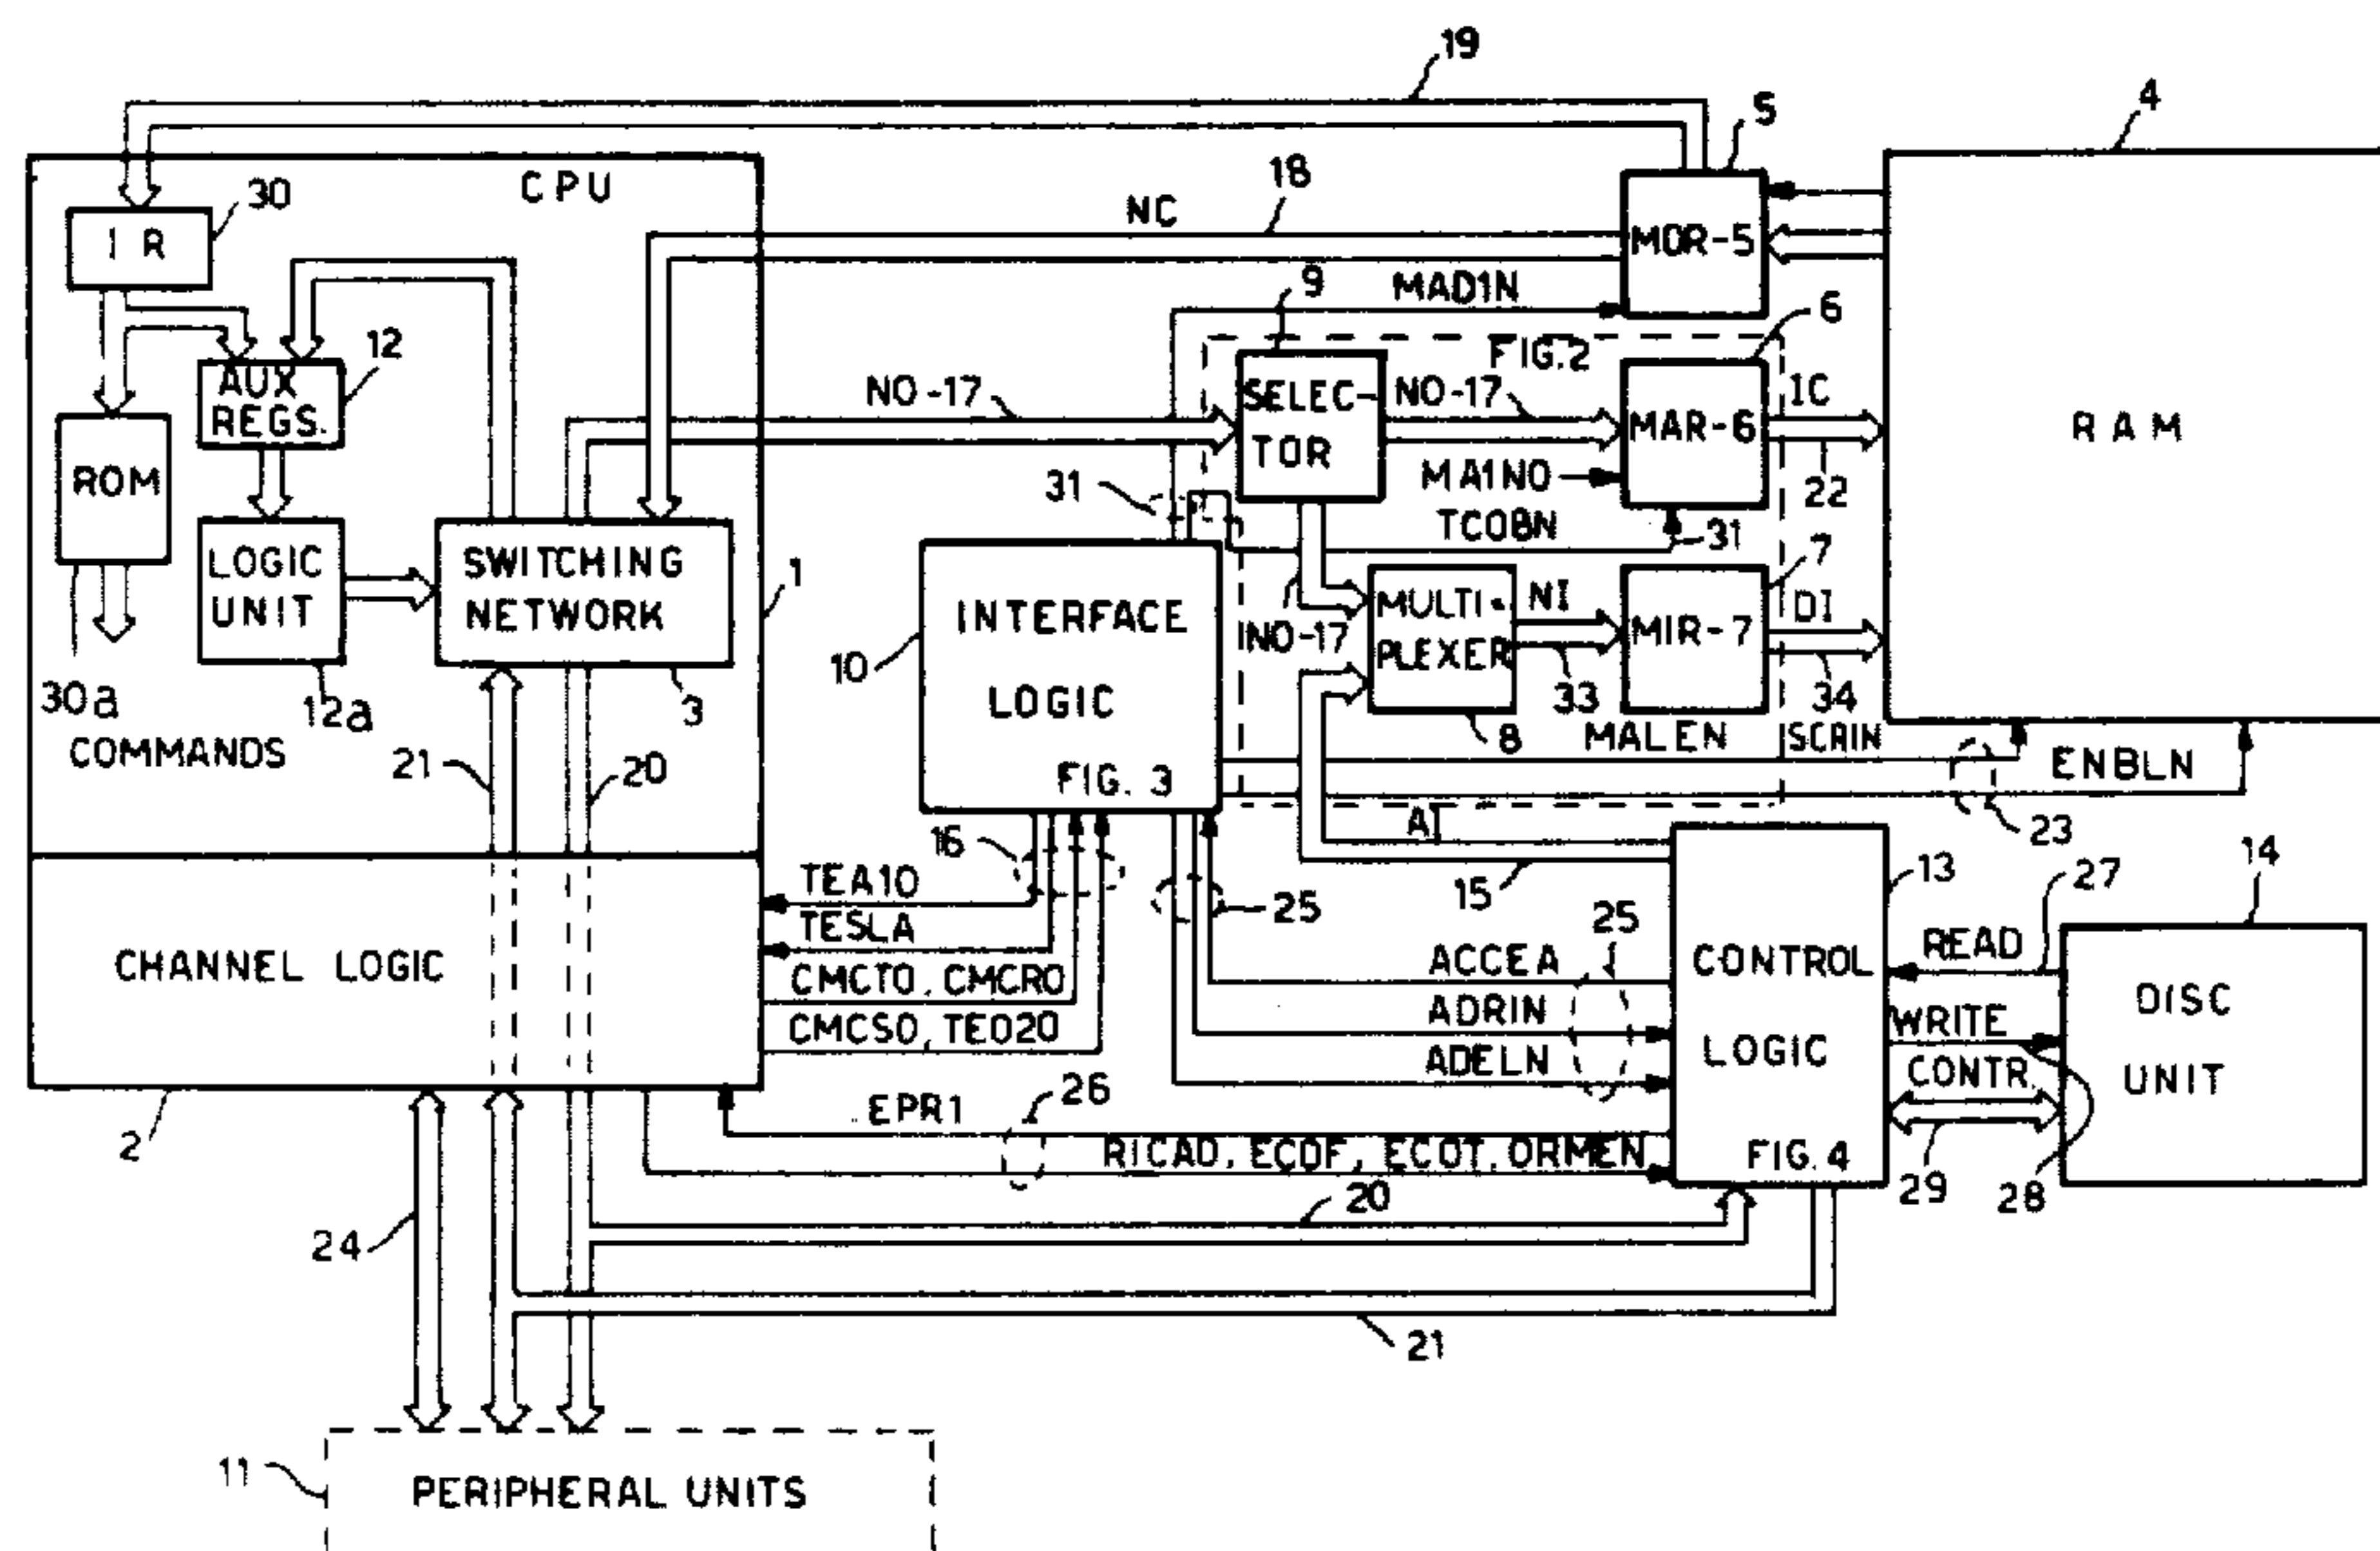 19
5
4
CPU
30
18
NC
I R
MOR-5
9
MAD1N
6
FIG.2
12
AUX
REGS.
NO-17
SELEC-
TOR
NO-17
MAR-6
IC
RAM
ROM
31
MA1NO
22
TCOBN
31
7
LOGIC
UNIT
SWITCHING
NETWORK
1
INTERFACE
LOGIC
10
NO-17
MULTI-
PLEXER
NI
MIR-7
DI
33
34
30a
12a
3
COMMANDS
8
MALEN
SCRIN
21
20
FIG. 3
ENBLN
AI
16
23
13
27
14
TEA10
15
25
25
TESLA
READ
CHANNEL LOGIC
ACCEA
CONTROL
LOGIC
DISC
UNIT
CMCTO, CMCRO
ADRIN
WRITE
CMCSO, TEO20
ADELN
CONTR.
26
EPR1
2
RICAD, ECOF, ECOT, ORMEN
FIG. 4
29
28
20
24
21
11
PERIPHERAL UNITS